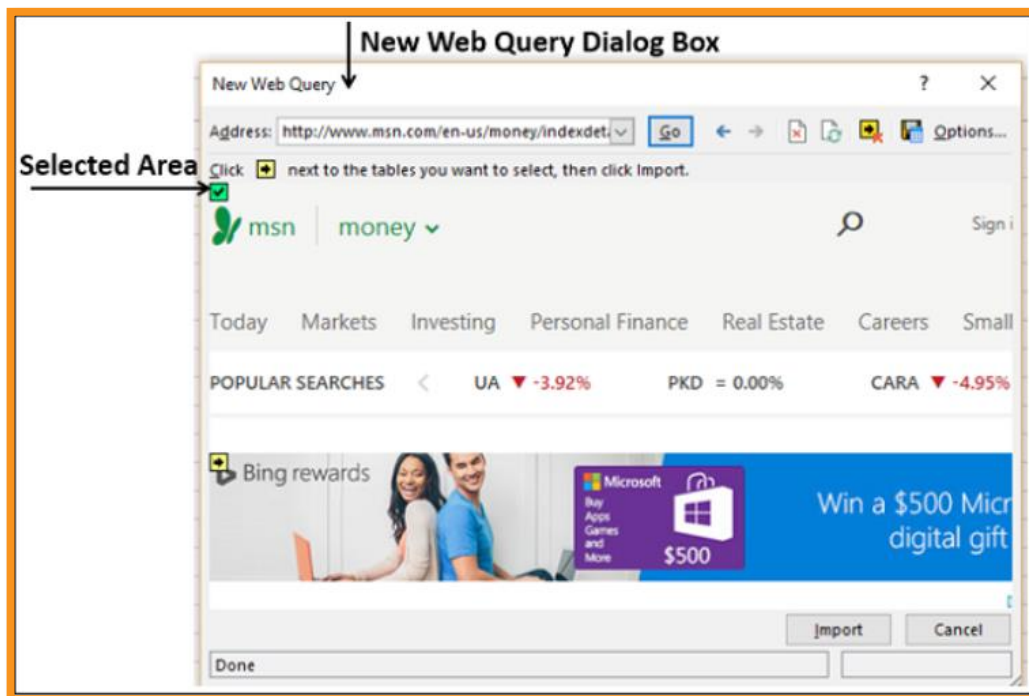 New Web Query Dialog Box
New Web Query ? ×
Address: http://www.msn.com/en-us/money/indexdet Go Options...
Selected Area
Click next to the tables you want to select, then click Import.
msn money Sign i
Today Markets Investing Personal Finance Real Estate Careers Small
POPULAR SEARCHES < UA ▼ -3.92% PKD = 0.00% CARA ▼ -4.95%
Bing rewards
Microsoft
Buy
Apps
Games
and
More
$500
Win a $500 Micr
digital gift
Import Cancel
Done